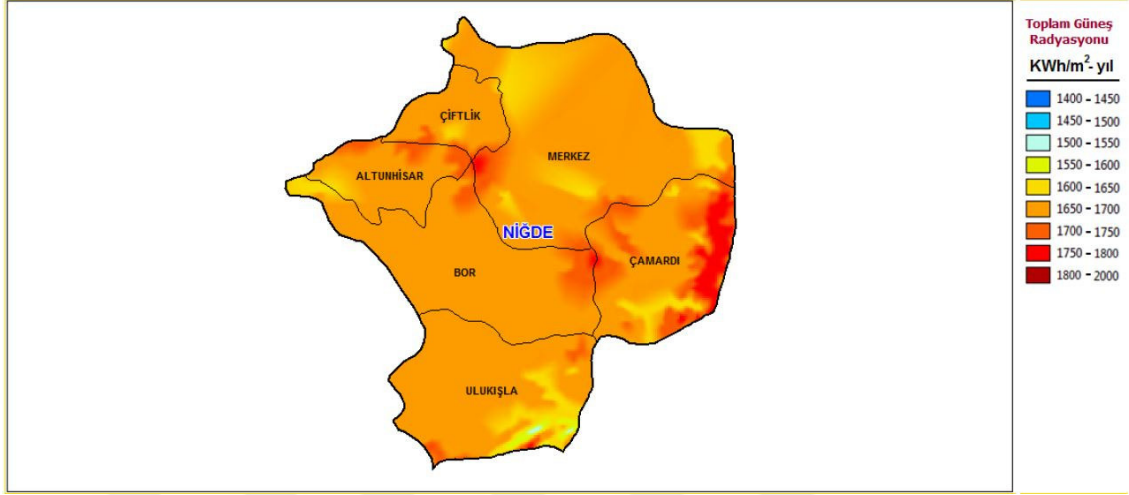 ÇİFTLİK
MERKEZ
ALTUNHİSAR
NİĞDE
ÇAMARDI
BOR
ULUKIŞLA
Toplam Güneş
Radyasyonu
KWh/m²- yıl
1400 - 1450
1450 - 1500
1500 - 1550
1550 - 1600
1600 - 1650
1650 - 1700
1700 - 1750
1750 - 1800
1800 - 2000